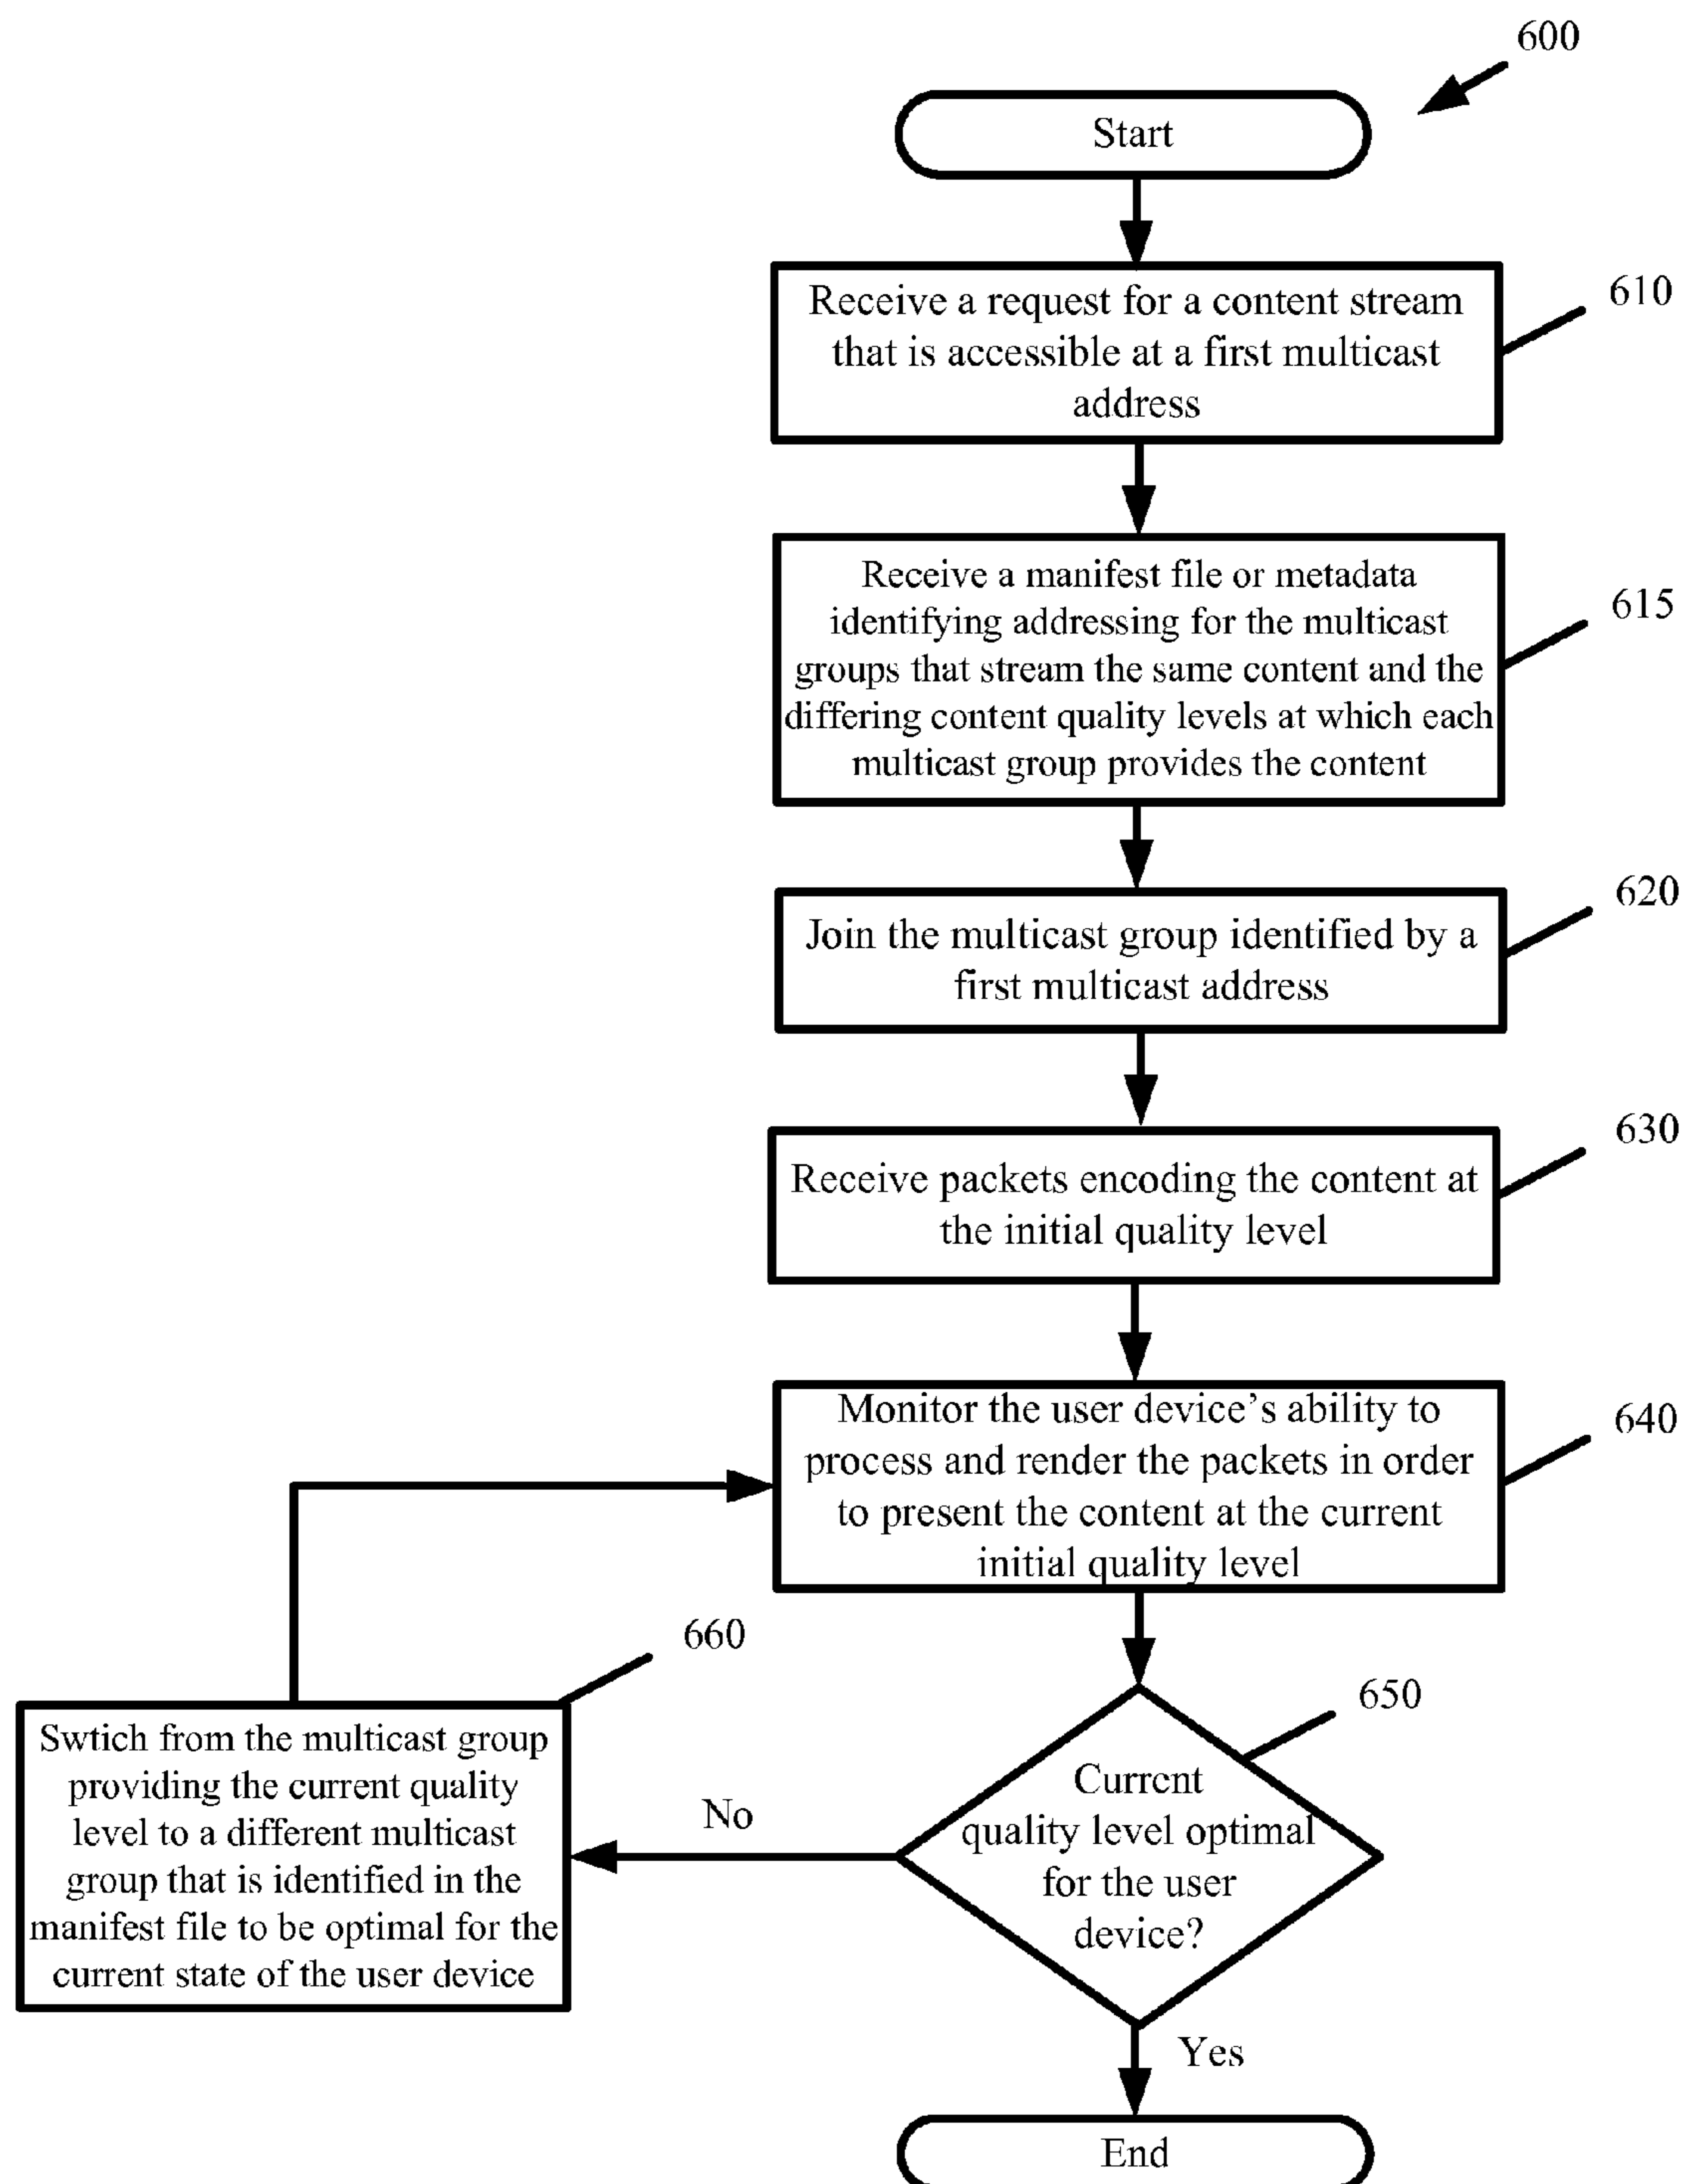 600
Start
Receive a request for a content stream
that is accessible at a first multicast
address
610
Receive a manifest file or metadata
identifying addressing for the multicast
groups that stream the same content and the
differing content quality levels at which each
multicast group provides the content
615
Join the multicast group identified by a
first multicast address
620
Receive packets encoding the content at
the initial quality level
630
Monitor the user device's ability to
process and render the packets in order
to present the content at the current
initial quality level
640
660
Swtich from the multicast group
providing the current quality
level to a different multicast
group that is identified in the
manifest file to be optimal for the
current state of the user device
No
650
Current
quality level optimal
for the user
device?
Yes
End